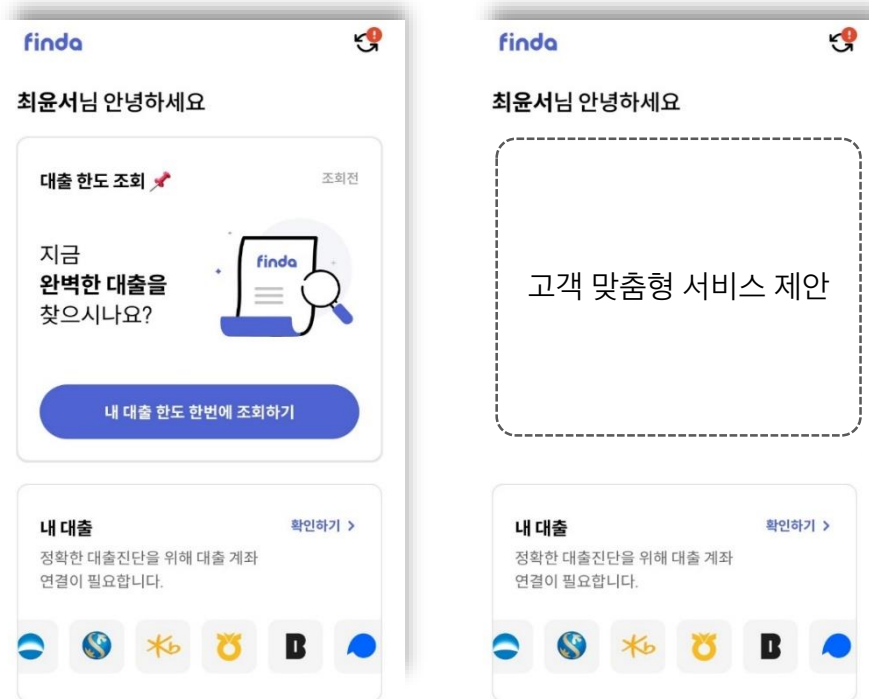 finda
최윤서님 안녕하세요
대출 한도 조회
조회전
지금
완벽한 대출을
찾으시나요?
finda
내 대출 한도 한번에 조회하기
내 대출
확인하기 >
정확한 대출진단을 위해 대출 계좌
연결이 필요합니다.
Kb
B
finda
최윤서님 안녕하세요
고객 맞춤형 서비스 제안
내 대출
확인하기 >
정확한 대출진단을 위해 대출 계좌
연결이 필요합니다.
Kb
B